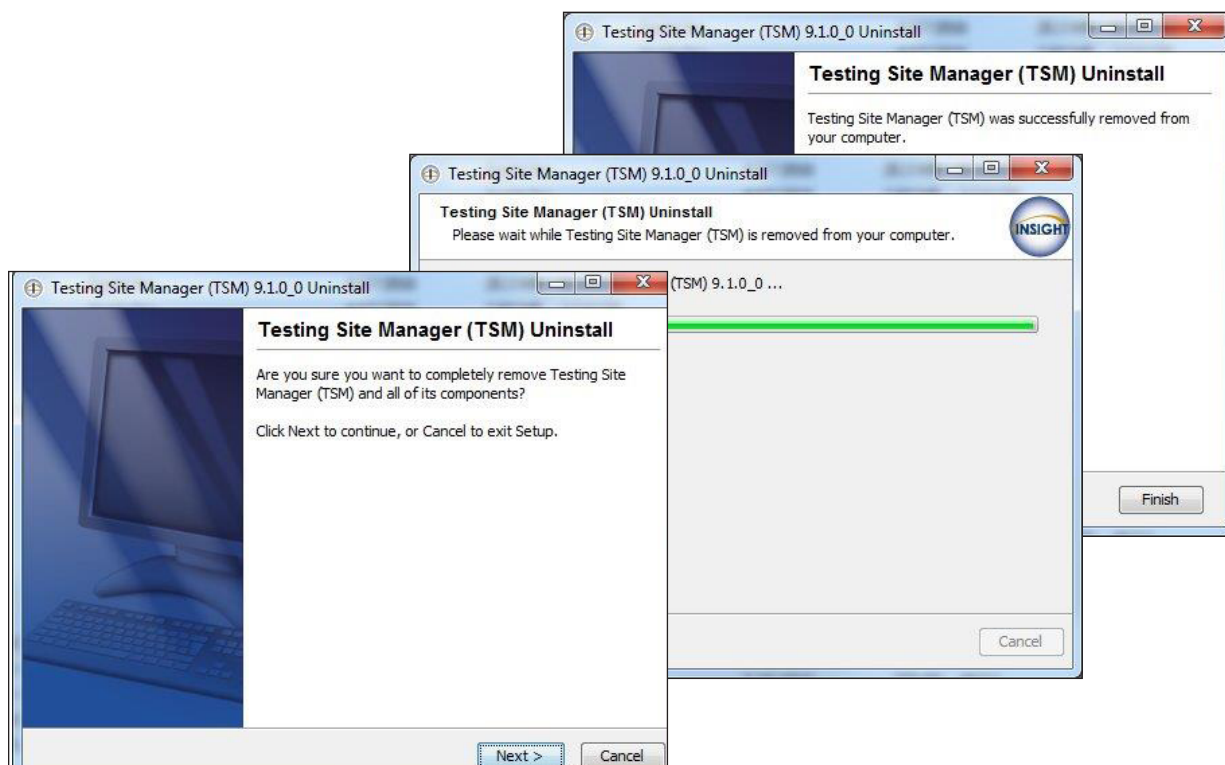 Testing Site Manager (TSM) 9.1.0_0 Uninstall
Testing Site Manager (TSM) Uninstall
Testing Site Manager (TSM) was successfully removed from
your computer.
Finish
Testing Site Manager (TSM) 9.1.0_0 Uninstall
Testing Site Manager (TSM) Uninstall
Please wait while Testing Site Manager (TSM) is removed from your computer.
INSIGHT
(TSM) 9.1.0_0 ...
Cancel
Testing Site Manager (TSM) 9.1.0_0 Uninstall
Testing Site Manager (TSM) Uninstall
Are you sure you want to completely remove Testing Site
Manager (TSM) and all of its components?
Click Next to continue, or Cancel to exit Setup.
Next > Cancel